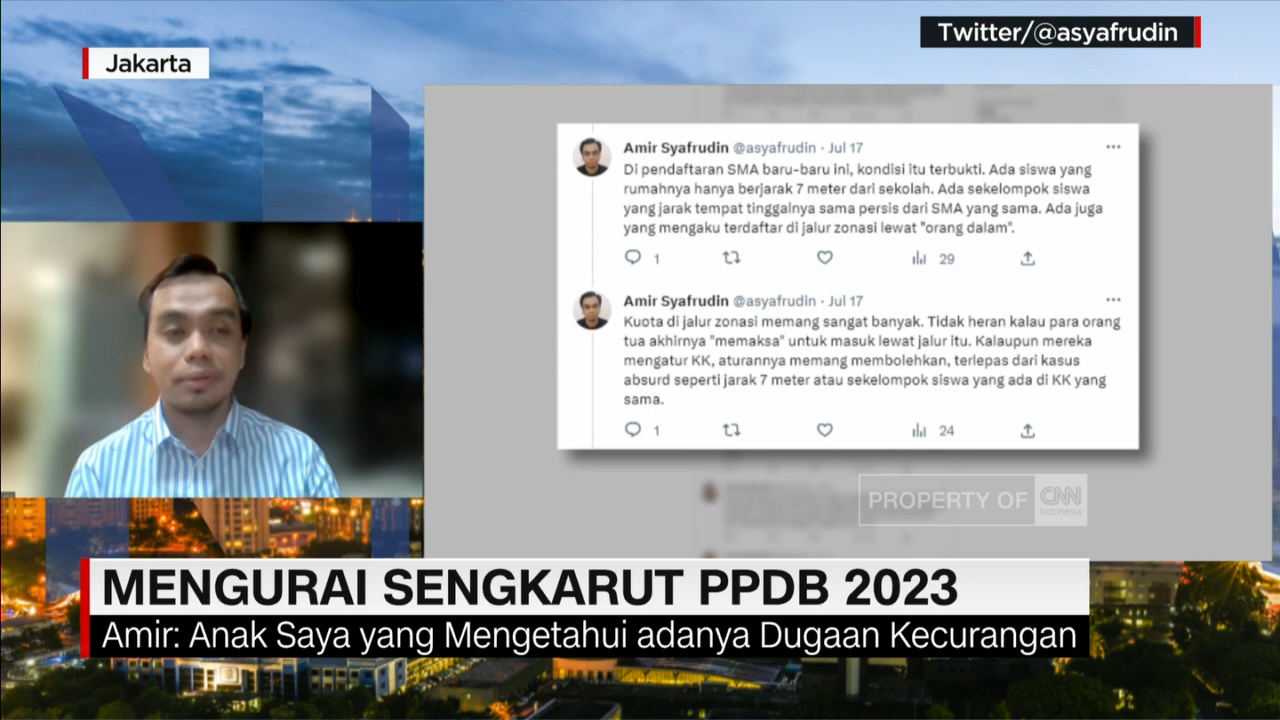 Twitter/@asyafrudin
Jakarta
Amir Syafrudin @asyafrudin · Jul 17
Di pendaftaran SMA baru-baru ini, kondisi itu terbukti. Ada siswa yang
rumahnya hanya berjarak 7 meter dari sekolah. Ada sekelompok siswa
yang jarak tempat tinggalnya sama persis dari SMA yang sama. Ada juga
yang mengaku terdaftar di jalur zonasi lewat "orang dalam".
1 29
Amir Syafrudin @asyafrudin · Jul 17
Kuota di jalur zonasi memang sangat banyak. Tidak heran kalau para orang
tua akhirnya "memaksa" untuk masuk lewat jalur itu. Kalaupun mereka
mengatur KK, aturannya memang membolehkan, terlepas dari kasus
absurd seperti jarak 7 meter atau sekelompok siswa yang ada di KK yang
sama.
1 24
PROPERTY OF CNN Indonesia
MENGURAI SENGKARUT PPDB 2023
Amir: Anak Saya yang Mengetahui adanya Dugaan Kecurangan